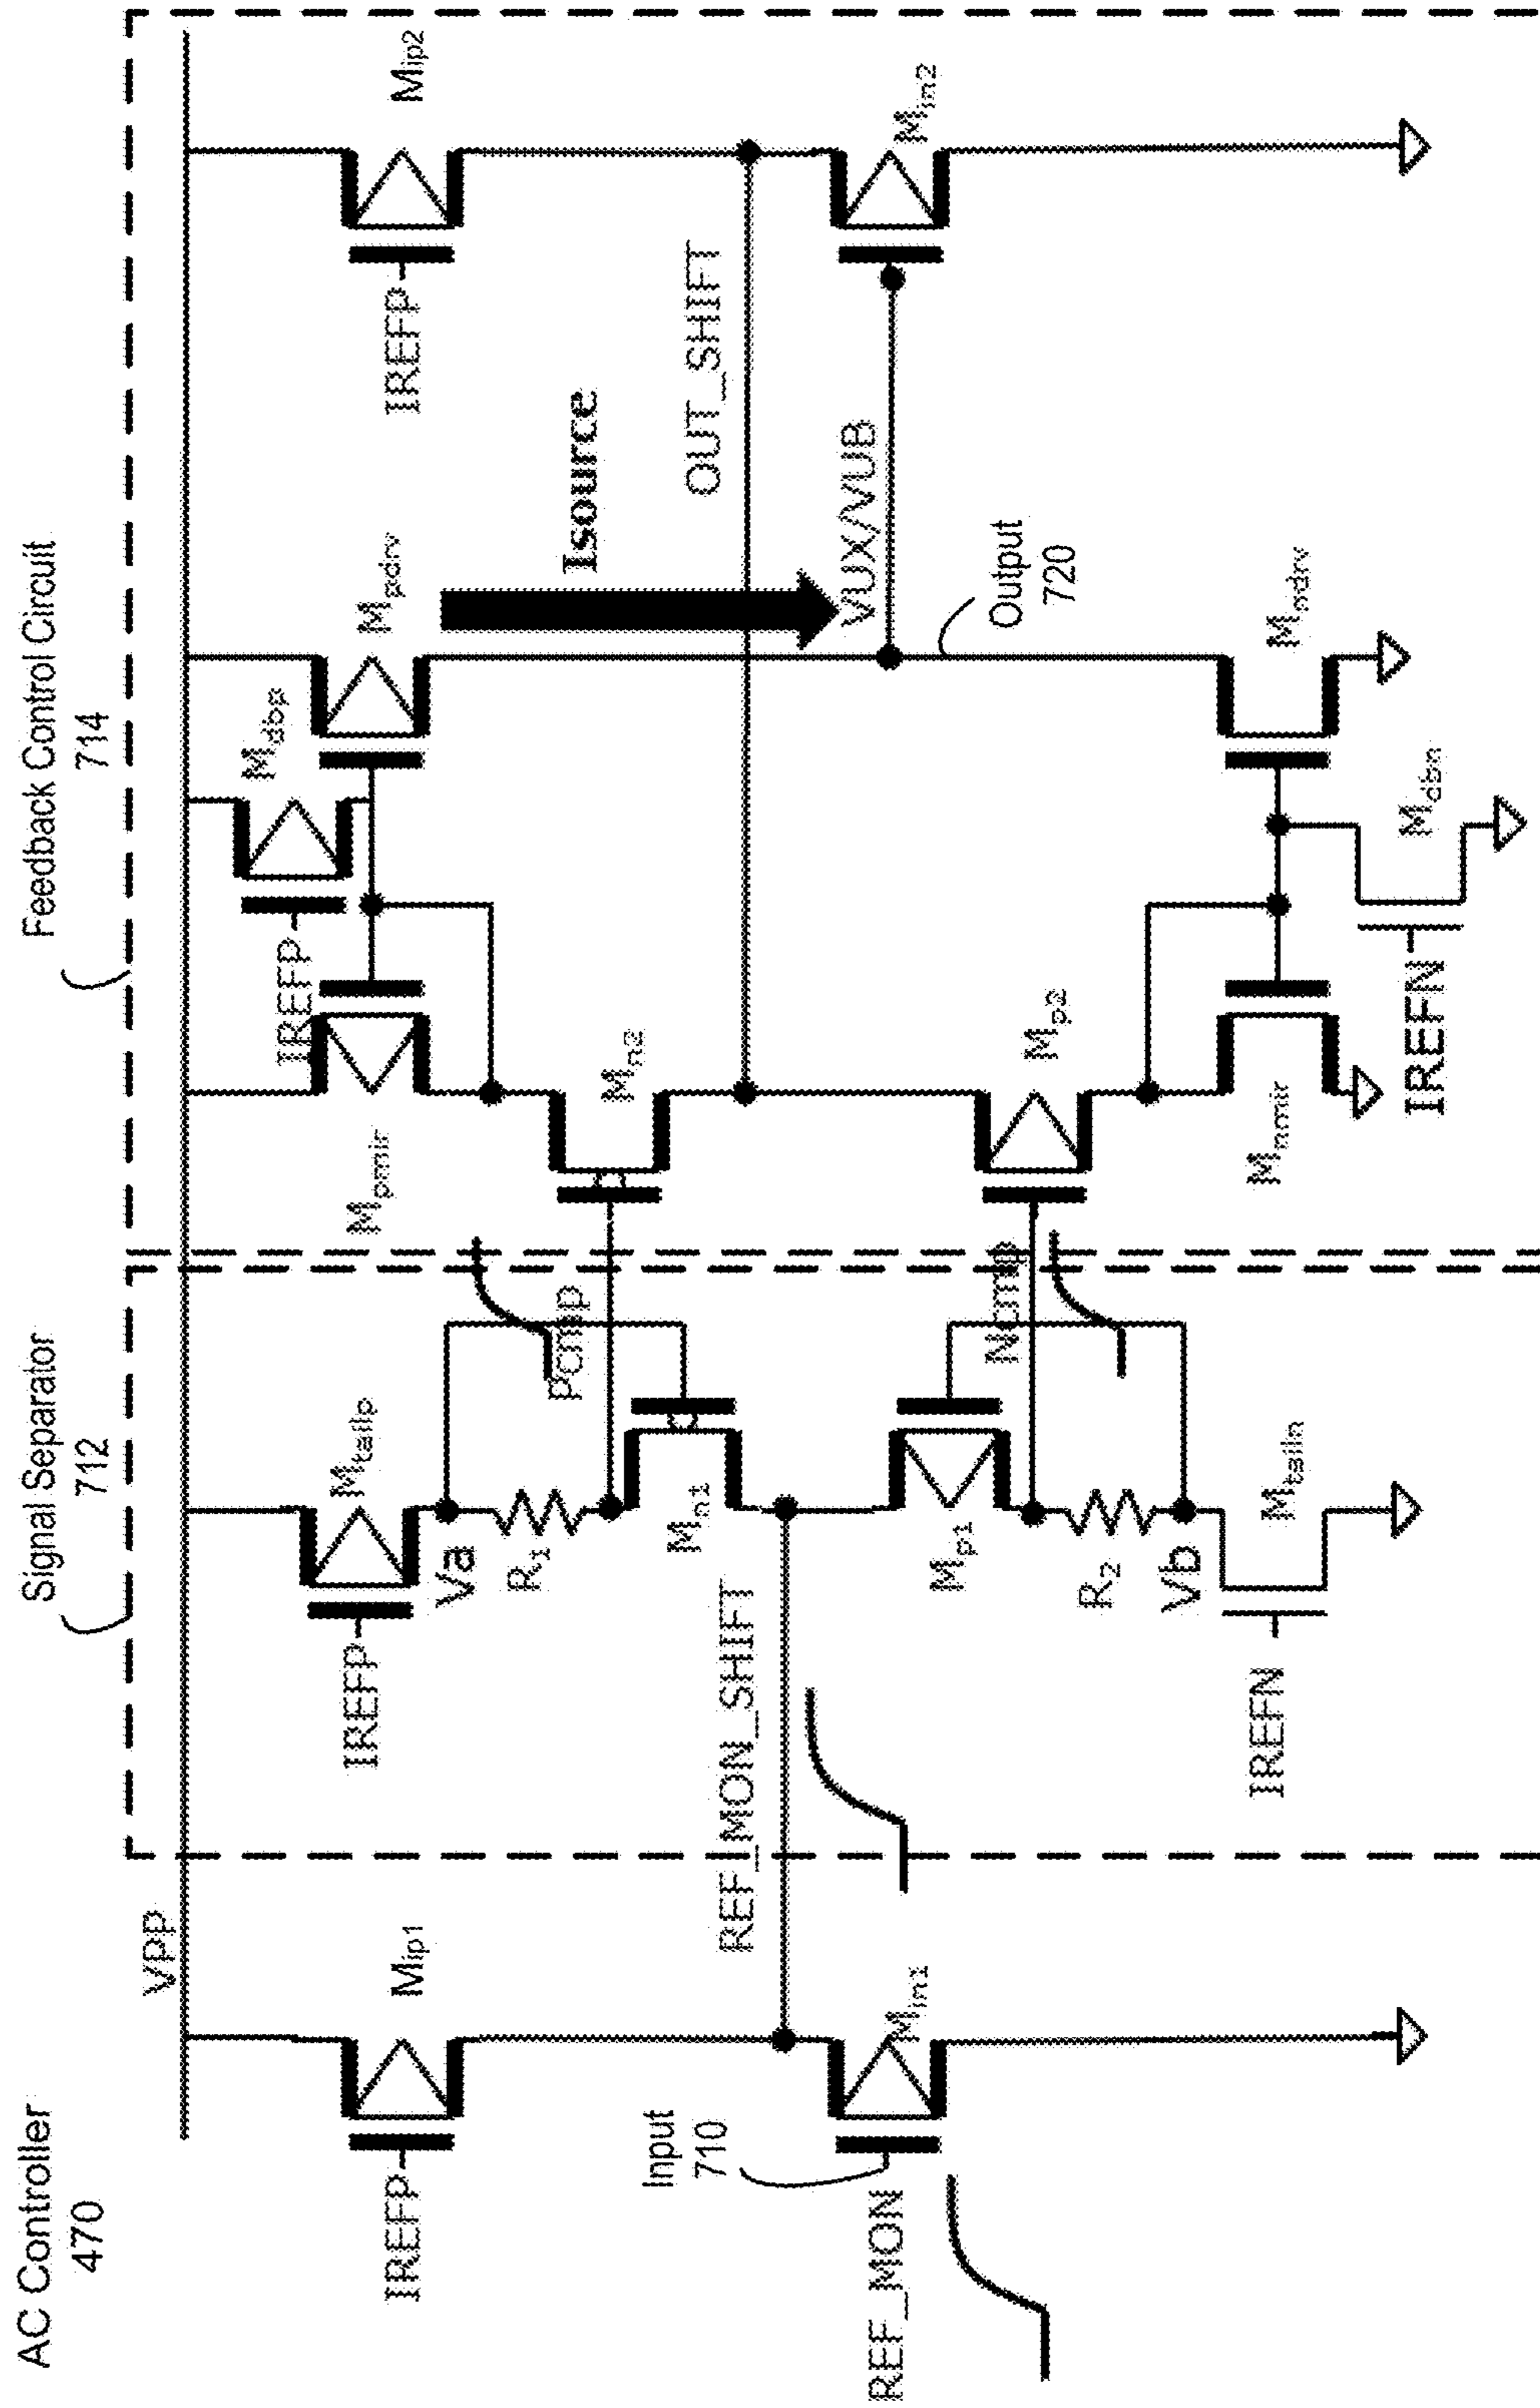 AC Controller
470
Signal Separator
712
Feedback Control Circuit
714
VPP
IREFP
Mip1
Input
710
REF_MON
Min1
REF_MON_SHIFT
IREFP
Mtailp
Va
R1
Pcmp
Mn1
Mp1
Ncmp
R2
Vb
IREFN
Mtailn
Mpmir
IREFP
Mdbp
Mpdrv
Mn2
Mp2
Mnmir
IREFN
Mdbn
Mndrv
Isource
OUT_SHIFT
VUX/VUB
Output
720
IREFP
Mip2
Min2